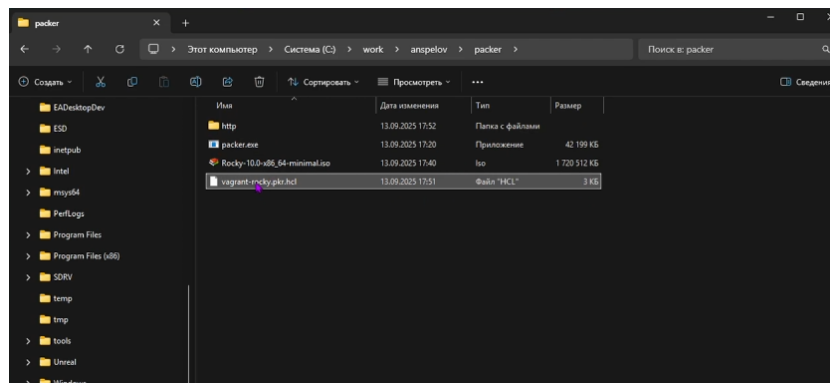 packer
Этот компьютер > Система (C:) > work > anspelov > packer >
Поиск в: packer
Создать
Сортировать
Просмотреть
Сведения
EADesktopDev
ESD
inetpub
Intel
msys64
PerfLogs
Program Files
Program Files (x86)
SDRV
temp
tmp
tools
Unreal
Windows
Имя Дата изменения Тип Размер
http 13.09.2025 17:52 Папка с файлами
packer.exe 13.09.2025 17:20 Приложение 42 199 КБ
Rocky-10.0-x86_64-minimal.iso 13.09.2025 17:40 Iso 1 720 512 КБ
vagrant-rocky.pkr.hcl 13.09.2025 17:51 Файл "HCL" 3 КБ